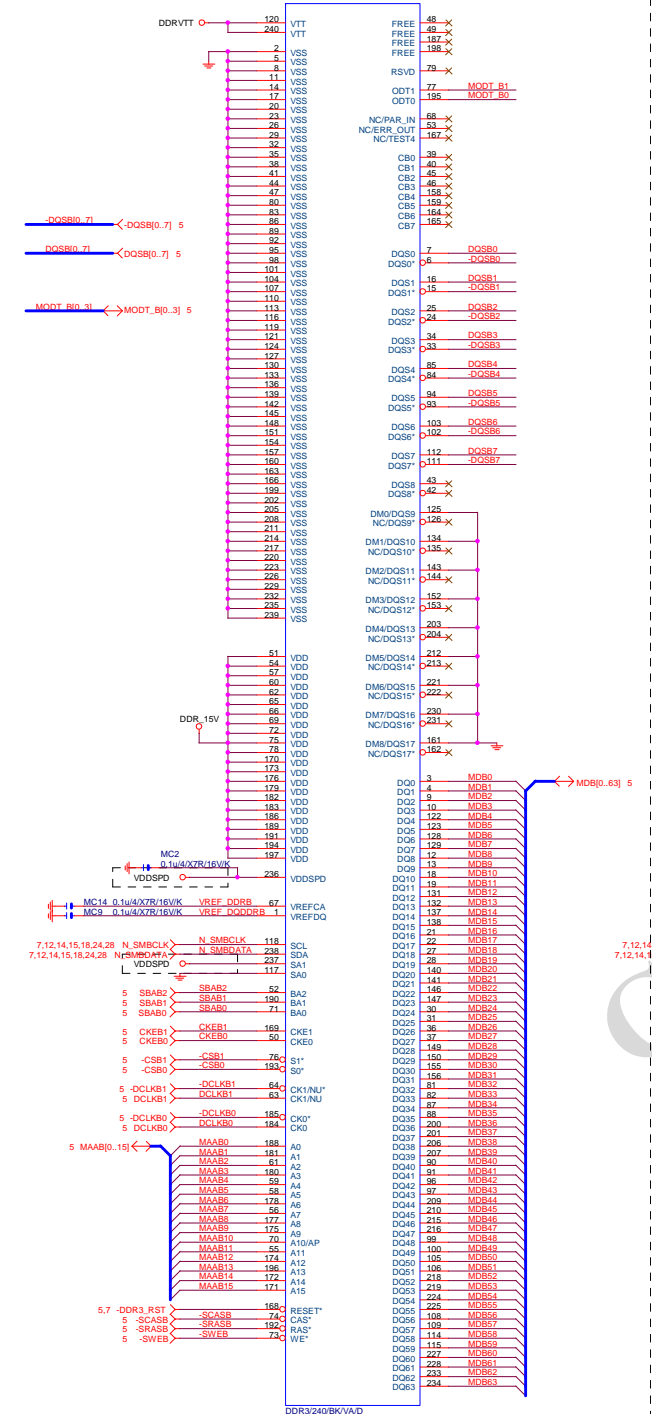 DDRVTT 120 VTT
240 VTT
2 VSS
5 VSS
8 VSS
11 VSS
14 VSS
17 VSS
20 VSS
23 VSS
26 VSS
29 VSS
32 VSS
35 VSS
38 VSS
41 VSS
44 VSS
47 VSS
80 VSS
83 VSS
86 VSS
89 VSS
92 VSS
95 VSS
98 VSS
101 VSS
104 VSS
107 VSS
110 VSS
113 VSS
116 VSS
119 VSS
121 VSS
124 VSS
127 VSS
130 VSS
133 VSS
136 VSS
139 VSS
142 VSS
145 VSS
148 VSS
151 VSS
154 VSS
157 VSS
160 VSS
163 VSS
166 VSS
199 VSS
202 VSS
205 VSS
208 VSS
211 VSS
214 VSS
217 VSS
220 VSS
223 VSS
226 VSS
229 VSS
232 VSS
235 VSS
239 VSS
-DQSB[0..7] -DQSB[0..7] 5
DQSB[0..7] DQSB[0..7] 5
MODT_B[0..3] MODT_B[0..3] 5
51 VDD
54 VDD
57 VDD
60 VDD
62 VDD
65 VDD
66 VDD
69 VDD
72 VDD
DDR_15V
75 VDD
78 VDD
170 VDD
173 VDD
176 VDD
179 VDD
182 VDD
183 VDD
186 VDD
189 VDD
191 VDD
194 VDD
197 VDD
MC2
0.1u/4/X7R/16V/K
VDDSPD 236 VDDSPD
MC14 0.1u/4/X7R/16V/K VREF_DDRB 67 VREFCA
MC9 0.1u/4/X7R/16V/K VREF_DQDDRB 1 VREFDQ
7,12,14,15,18,24,28 N_SMBCLK N_SMBCLK 118 SCL
7,12,14,15,18,24,28 N_SMBDATA N_SMBDATA 238 SDA
VDDSPD 237 SA1
117 SA0
5 SBAB2 SBAB2 52 BA2
5 SBAB1 SBAB1 190 BA1
5 SBAB0 SBAB0 71 BA0
5 CKEB1 CKEB1 169 CKE1
5 CKEB0 CKEB0 50 CKE0
5 -CSB1 -CSB1 76 S1*
5 -CSB0 -CSB0 193 S0*
5 -DCLKB1 -DCLKB1 64 CK1/NU*
5 DCLKB1 DCLKB1 63 CK1/NU
5 -DCLKB0 -DCLKB0 185 CK0*
5 DCLKB0 DCLKB0 184 CK0
5 MAAB[0..15] MAAB0 188 A0
MAAB1 181 A1
MAAB2 61 A2
MAAB3 180 A3
MAAB4 59 A4
MAAB5 58 A5
MAAB6 178 A6
MAAB7 56 A7
MAAB8 177 A8
MAAB9 175 A9
MAAB10 70 A10/AP
MAAB11 55 A11
MAAB12 174 A12
MAAB13 196 A13
MAAB14 172 A14
MAAB15 171 A15
5,7 -DDR3_RST 168 RESET*
5 -SCASB -SCASB 74 CAS*
5 -SRASB -SRASB 192 RAS*
5 -SWEB -SWEB 73 WE*
FREE 48
FREE 49
FREE 187
FREE 198
RSVD 79
ODT1 77 MODT_B1
ODT0 195 MODT_B0
NC/PAR_IN 68
NC/ERR_OUT 53
NC/TEST4 167
CB0 39
CB1 40
CB2 45
CB3 46
CB4 158
CB5 159
CB6 164
CB7 165
DQS0 7 DQSB0
DQS0* 6 -DQSB0
DQS1 16 DQSB1
DQS1* 15 -DQSB1
DQS2 25 DQSB2
DQS2* 24 -DQSB2
DQS3 34 DQSB3
DQS3* 33 -DQSB3
DQS4 85 DQSB4
DQS4* 84 -DQSB4
DQS5 94 DQSB5
DQS5* 93 -DQSB5
DQS6 103 DQSB6
DQS6* 102 -DQSB6
DQS7 112 DQSB7
DQS7* 111 -DQSB7
DQS8 43
DQS8* 42
DM0/DQS9 125
NC/DQS9* 126
DM1/DQS10 134
NC/DQS10* 135
DM2/DQS11 143
NC/DQS11* 144
DM3/DQS12 152
NC/DQS12* 153
DM4/DQS13 203
NC/DQS13* 204
DM5/DQS14 212
NC/DQS14* 213
DM6/DQS15 221
NC/DQS15* 222
DM7/DQS16 230
NC/DQS16* 231
DM8/DQS17 161
NC/DQS17* 162
DQ0 3 MDB0 MDB[0..63] 5
DQ1 4 MDB1
DQ2 9 MDB2
DQ3 10 MDB3
DQ4 122 MDB4
DQ5 123 MDB5
DQ6 128 MDB6
DQ7 129 MDB7
DQ8 12 MDB8
DQ9 13 MDB9
DQ10 18 MDB10
DQ11 19 MDB11
DQ12 131 MDB12
DQ13 132 MDB13
DQ14 137 MDB14
DQ15 138 MDB15
DQ16 21 MDB16
DQ17 22 MDB17
DQ18 27 MDB18
DQ19 28 MDB19
DQ20 140 MDB20
DQ21 141 MDB21
DQ22 146 MDB22
DQ23 147 MDB23
DQ24 30 MDB24
DQ25 31 MDB25
DQ26 36 MDB26
DQ27 37 MDB27
DQ28 149 MDB28
DQ29 150 MDB29
DQ30 155 MDB30
DQ31 156 MDB31
DQ32 81 MDB32
DQ33 82 MDB33
DQ34 87 MDB34
DQ35 88 MDB35
DQ36 200 MDB36
DQ37 201 MDB37
DQ38 206 MDB38
DQ39 207 MDB39
DQ40 90 MDB40
DQ41 91 MDB41
DQ42 96 MDB42
DQ43 97 MDB43
DQ44 209 MDB44
DQ45 210 MDB45
DQ46 215 MDB46
DQ47 216 MDB47
DQ48 99 MDB48
DQ49 100 MDB49
DQ50 105 MDB50
DQ51 106 MDB51
DQ52 218 MDB52
DQ53 219 MDB53
DQ54 224 MDB54
DQ55 225 MDB55
DQ56 108 MDB56
DQ57 109 MDB57
DQ58 114 MDB58
DQ59 115 MDB59
DQ60 227 MDB60
DQ61 228 MDB61
DQ62 233 MDB62
DQ63 234 MDB63
DDR3/240/BK/VA/D
7,12,14
7,12,14,1